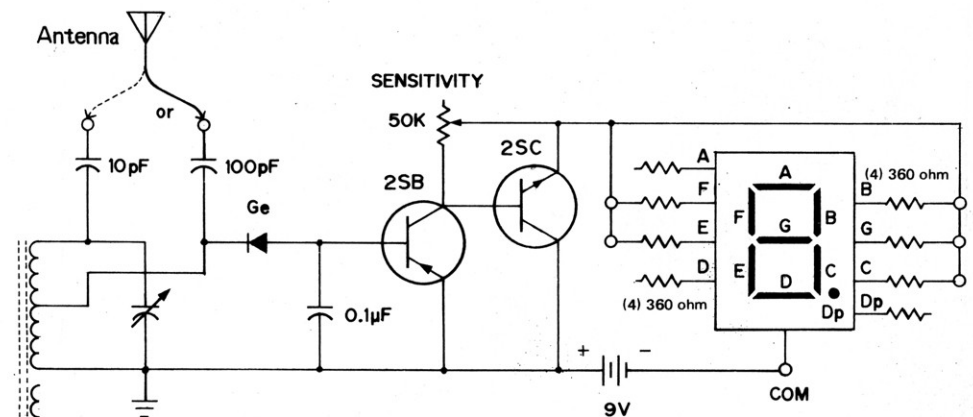 Antenna
or
10pF
100pF
Ge
SENSITIVITY
50K
2SB
2SC
0.1µF
A
F
E
D
(4) 360 ohm
A
F
B
G
E
C
D
Dp
B
(4) 360 ohm
G
C
Dp
+
−
9V
COM